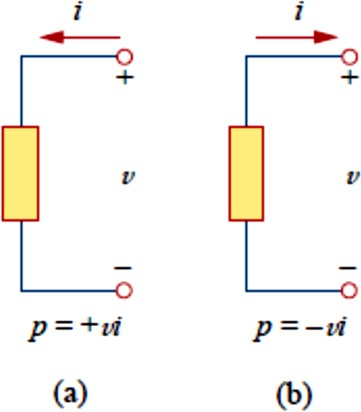 i
+
v
−
p = +vi
(a)
i
+
v
−
p = −vi
(b)